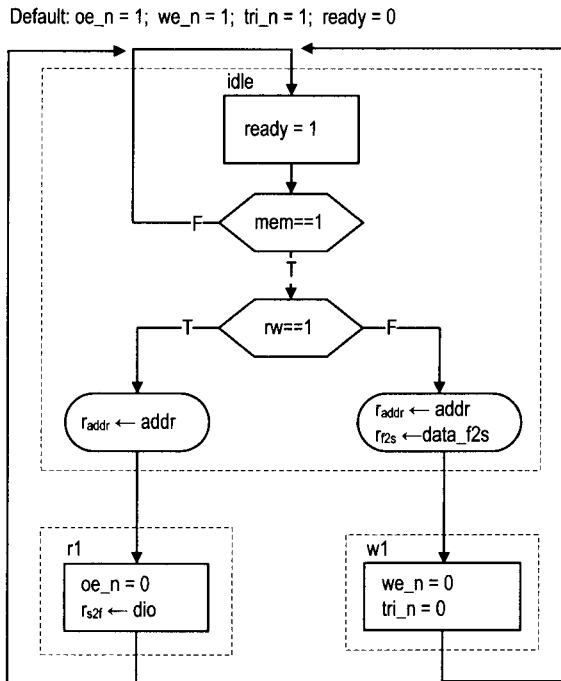 Default: oe_n = 1; we_n = 1; tri_n = 1; ready = 0
idle
ready = 1
F
mem==1
T
T
rw==1
F
r_addr ← addr
r_addr ← addr
r_f2s ← data_f2s
r1
oe_n = 0
r_s2f ← dio
w1
we_n = 0
tri_n = 0